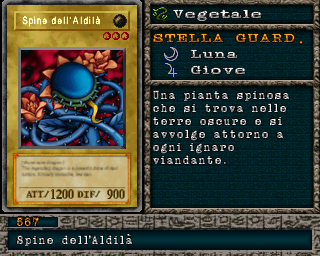 Spine dell'Aldilà
ATT/1200 DIF/ 900
Vegetale
STELLA GUARD.
Luna
Giove
Una pianta spinosa
che si trova nelle
terre oscure e si
avvolge attorno a
ogni ignaro
viandante.
567
Spine dell'Aldilà